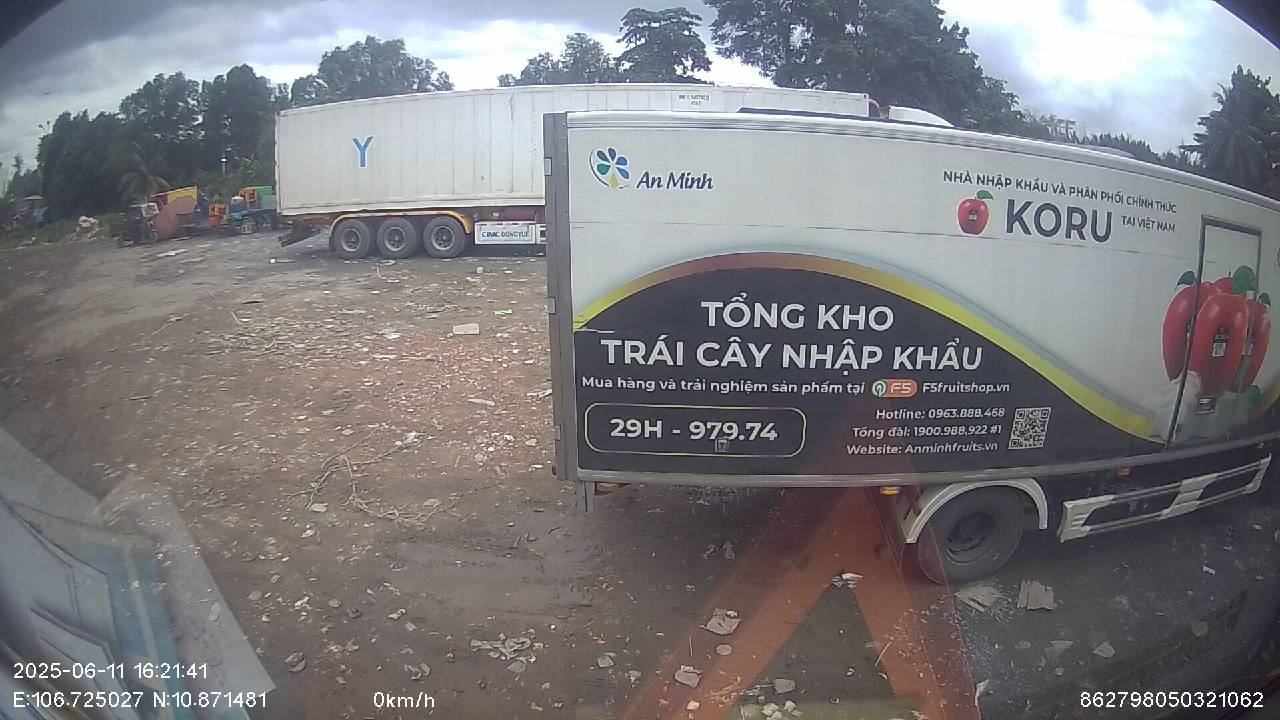 Y
CIMC DONGYUE
An Minh
NHÀ NHẬP KHẨU VÀ PHÂN PHỐI CHÍNH THỨC
KORU TẠI VIỆT NAM
TỔNG KHO
TRÁI CÂY NHẬP KHẨU
Mua hàng và trải nghiệm sản phẩm tại F5 F5fruitshop.vn
29H - 979.74
Hotline: 0963.888.468
Tổng đài: 1900.988.922 #1
Website: Anminhfruits.vn
2025-06-11 16:21:41
E:106.725027 N:10.871481
0km/h
862798050321062